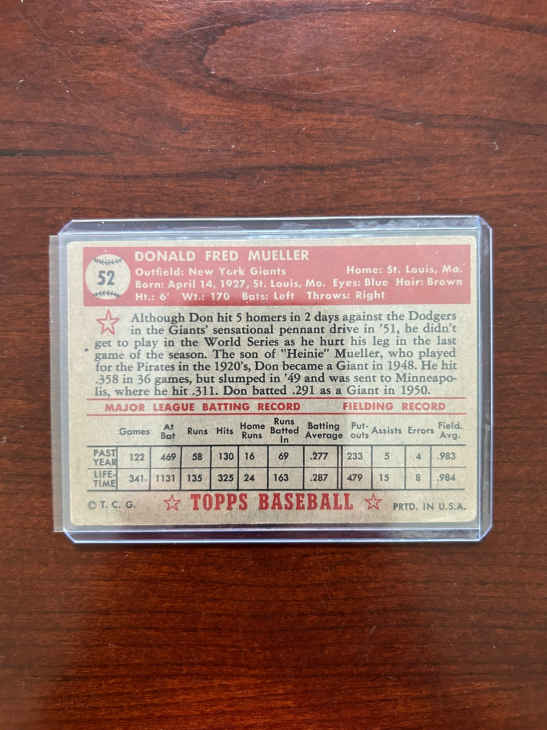 52
DONALD FRED MUELLER
Outfield: New York Giants Home: St. Louis, Mo.
Born: April 14, 1927, St. Louis, Mo. Eyes: Blue Hair: Brown
Ht.: 6' Wt.: 170 Bats: Left Throws: Right
Although Don hit 5 homers in 2 days against the Dodgers
in the Giants' sensational pennant drive in '51, he didn't
get to play in the World Series as he hurt his leg in the last
game of the season. The son of "Heinie" Mueller, who played
for the Pirates in the 1920's, Don became a Giant in 1948. He hit
.358 in 36 games, but slumped in '49 and was sent to Minneapo-
lis, where he hit .311. Don batted .291 as a Giant in 1950.
MAJOR LEAGUE BATTING RECORD FIELDING RECORD
Games At Bat Runs Hits Home Runs Runs Batted In Batting Average Put-outs Assists Errors Field. Avg.
PAST YEAR 122 469 58 130 16 69 .277 233 5 4 .983
LIFE-TIME 341 1131 135 325 24 163 .287 479 15 8 .984
© T. C. G. TOPPS BASEBALL PRTD. IN U.S.A.